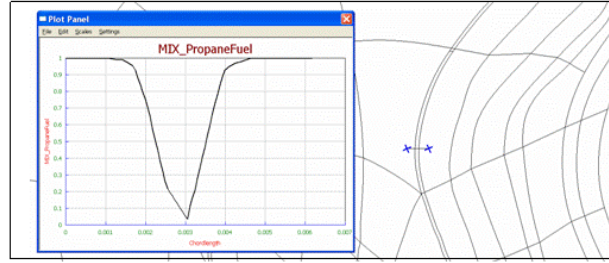 Plot Panel
File Edit Scales Settings
MIX_PropaneFuel
MIX_PropaneFuel
1
0.9
0.8
0.7
0.6
0.5
0.4
0.3
0.2
0.1
0
0 0.001 0.002 0.003 0.004 0.005 0.006 0.007
Chordlength